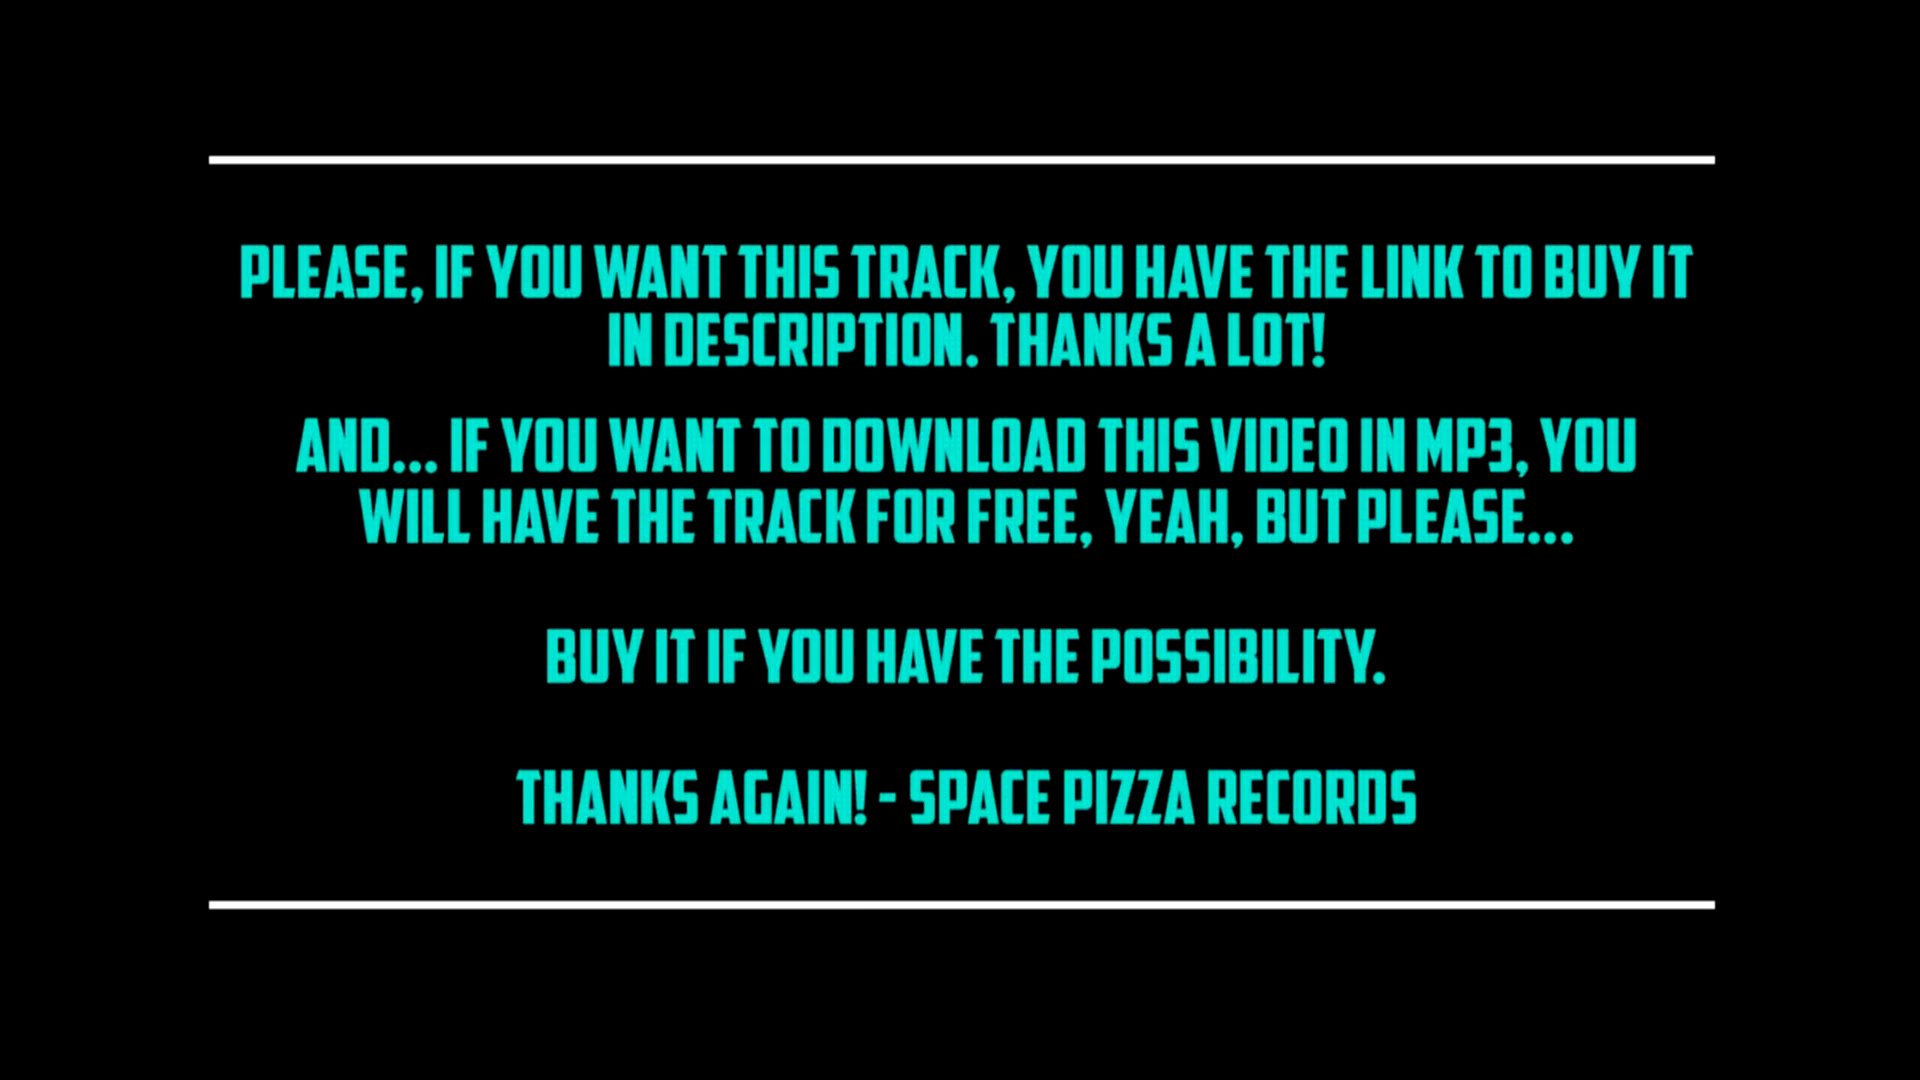 PLEASE, IF YOU WANT THIS TRACK, YOU HAVE THE LINK TO BUY IT
IN DESCRIPTION. THANKS A LOT!
AND... IF YOU WANT TO DOWNLOAD THIS VIDEO IN MP3, YOU
WILL HAVE THE TRACK FOR FREE, YEAH, BUT PLEASE...
BUY IT IF YOU HAVE THE POSSIBILITY.
THANKS AGAIN! - SPACE PIZZA RECORDS